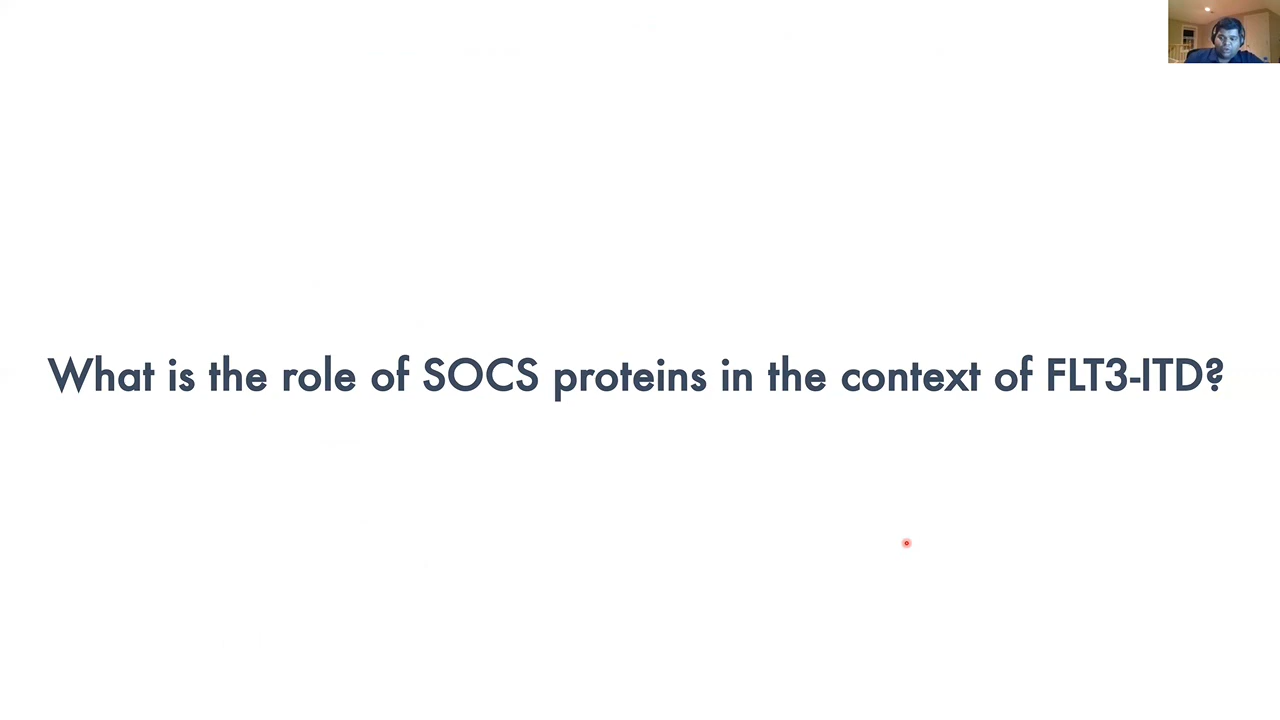 What is the role of SOCS proteins in the context of FLT3-ITD?